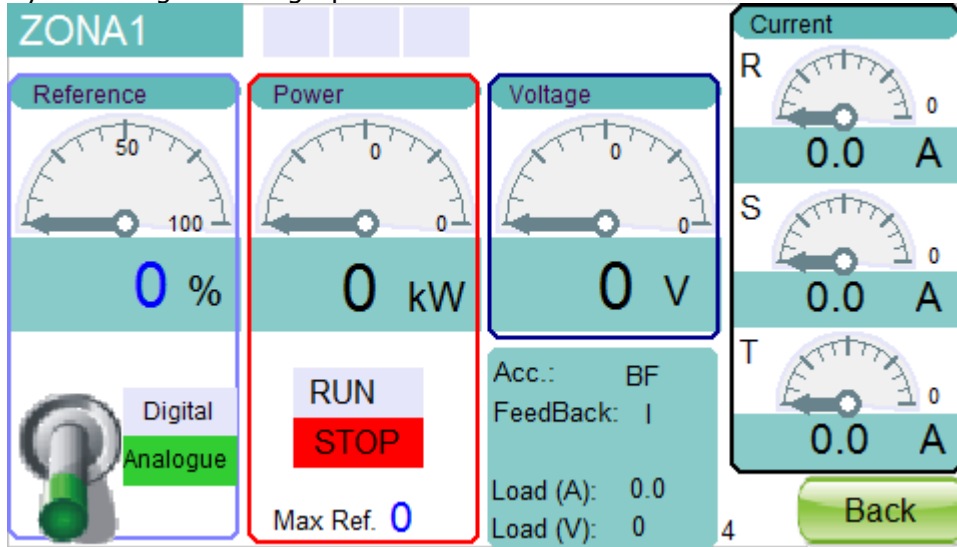 ZONA1
Reference
50
100
0 %
Digital
Analogue
Power
0
0
0 kW
RUN
STOP
Max Ref. 0
Voltage
0
0
0 V
Acc.: BF
FeedBack: I
Load (A): 0.0
Load (V): 0
4
Current
R
0
0.0 A
S
0
0.0 A
T
0
0.0 A
Back